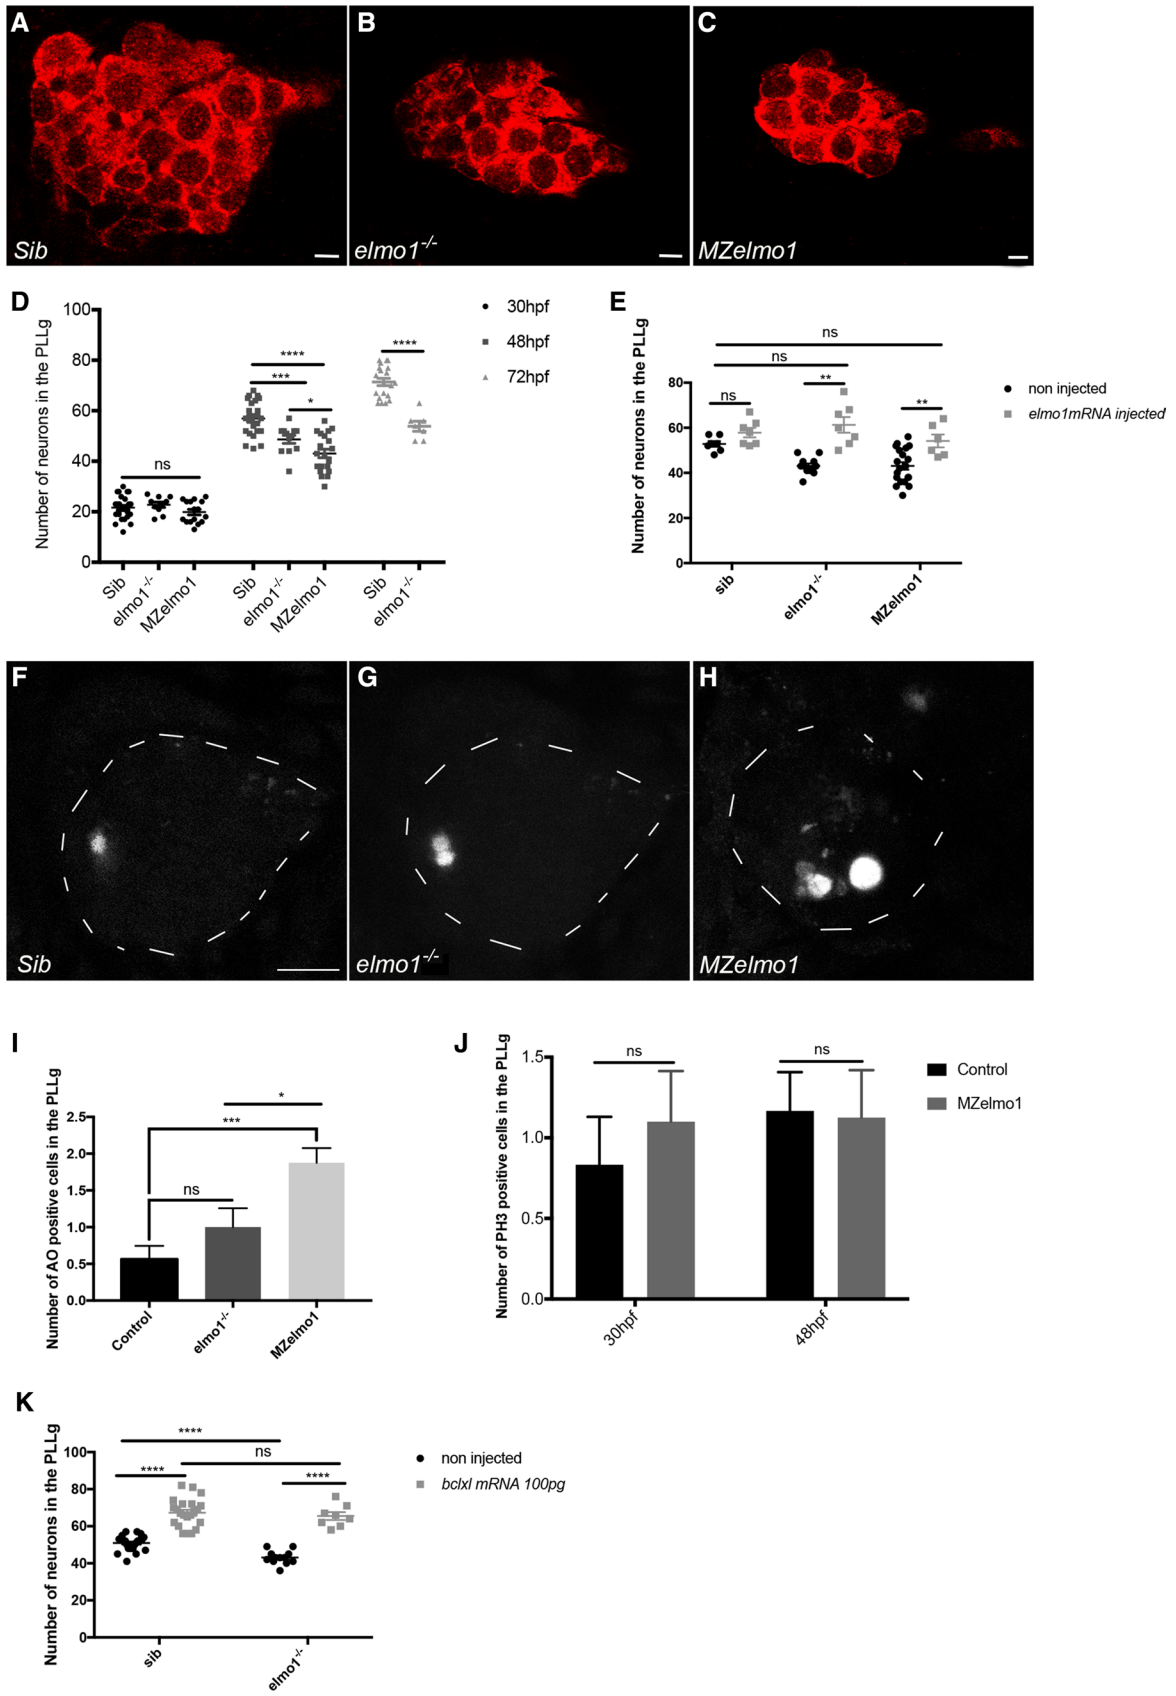 A
B
C
Sib
elmo1-/-
MZelmo1
D
E
Number of neurons in the PLLg
100
80
60
40
20
0
ns
****
***
*
****
30hpf
48hpf
72hpf
Sib
elmo1-/-
MZelmo1
Sib
elmo1-/-
MZelmo1
Sib
elmo1-/-
Number of neurons in the PLLg
80
60
40
20
0
ns
ns
ns
**
**
non injected
elmo1mRNA injected
sib
elmo1-/-
MZelmo1
F
G
H
Sib
elmo1-/-
MZelmo1
I
J
Number of AO positive cells in the PLLg
2.5
2.0
1.5
1.0
0.5
0.0
*
***
ns
Control
elmo1-/-
MZelmo1
Number of PH3 positive cells in the PLLg
1.5
1.0
0.5
0.0
ns
ns
Control
MZelmo1
30hpf
48hpf
K
Number of neurons in the PLLg
100
80
60
40
20
0
****
ns
****
****
non injected
bclxl mRNA 100pg
sib
elmo1-/-